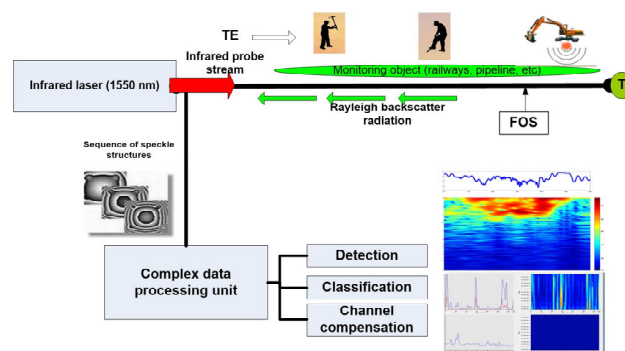 TE
Infrared probe
stream
Infrared laser (1550 nm)
Monitoring object (railways, pipeline, etc)
T
Rayleigh backscatter
radiation
FOS
Sequence of speckle
structures
Complex data
processing unit
Detection
Classification
Channel
compensation